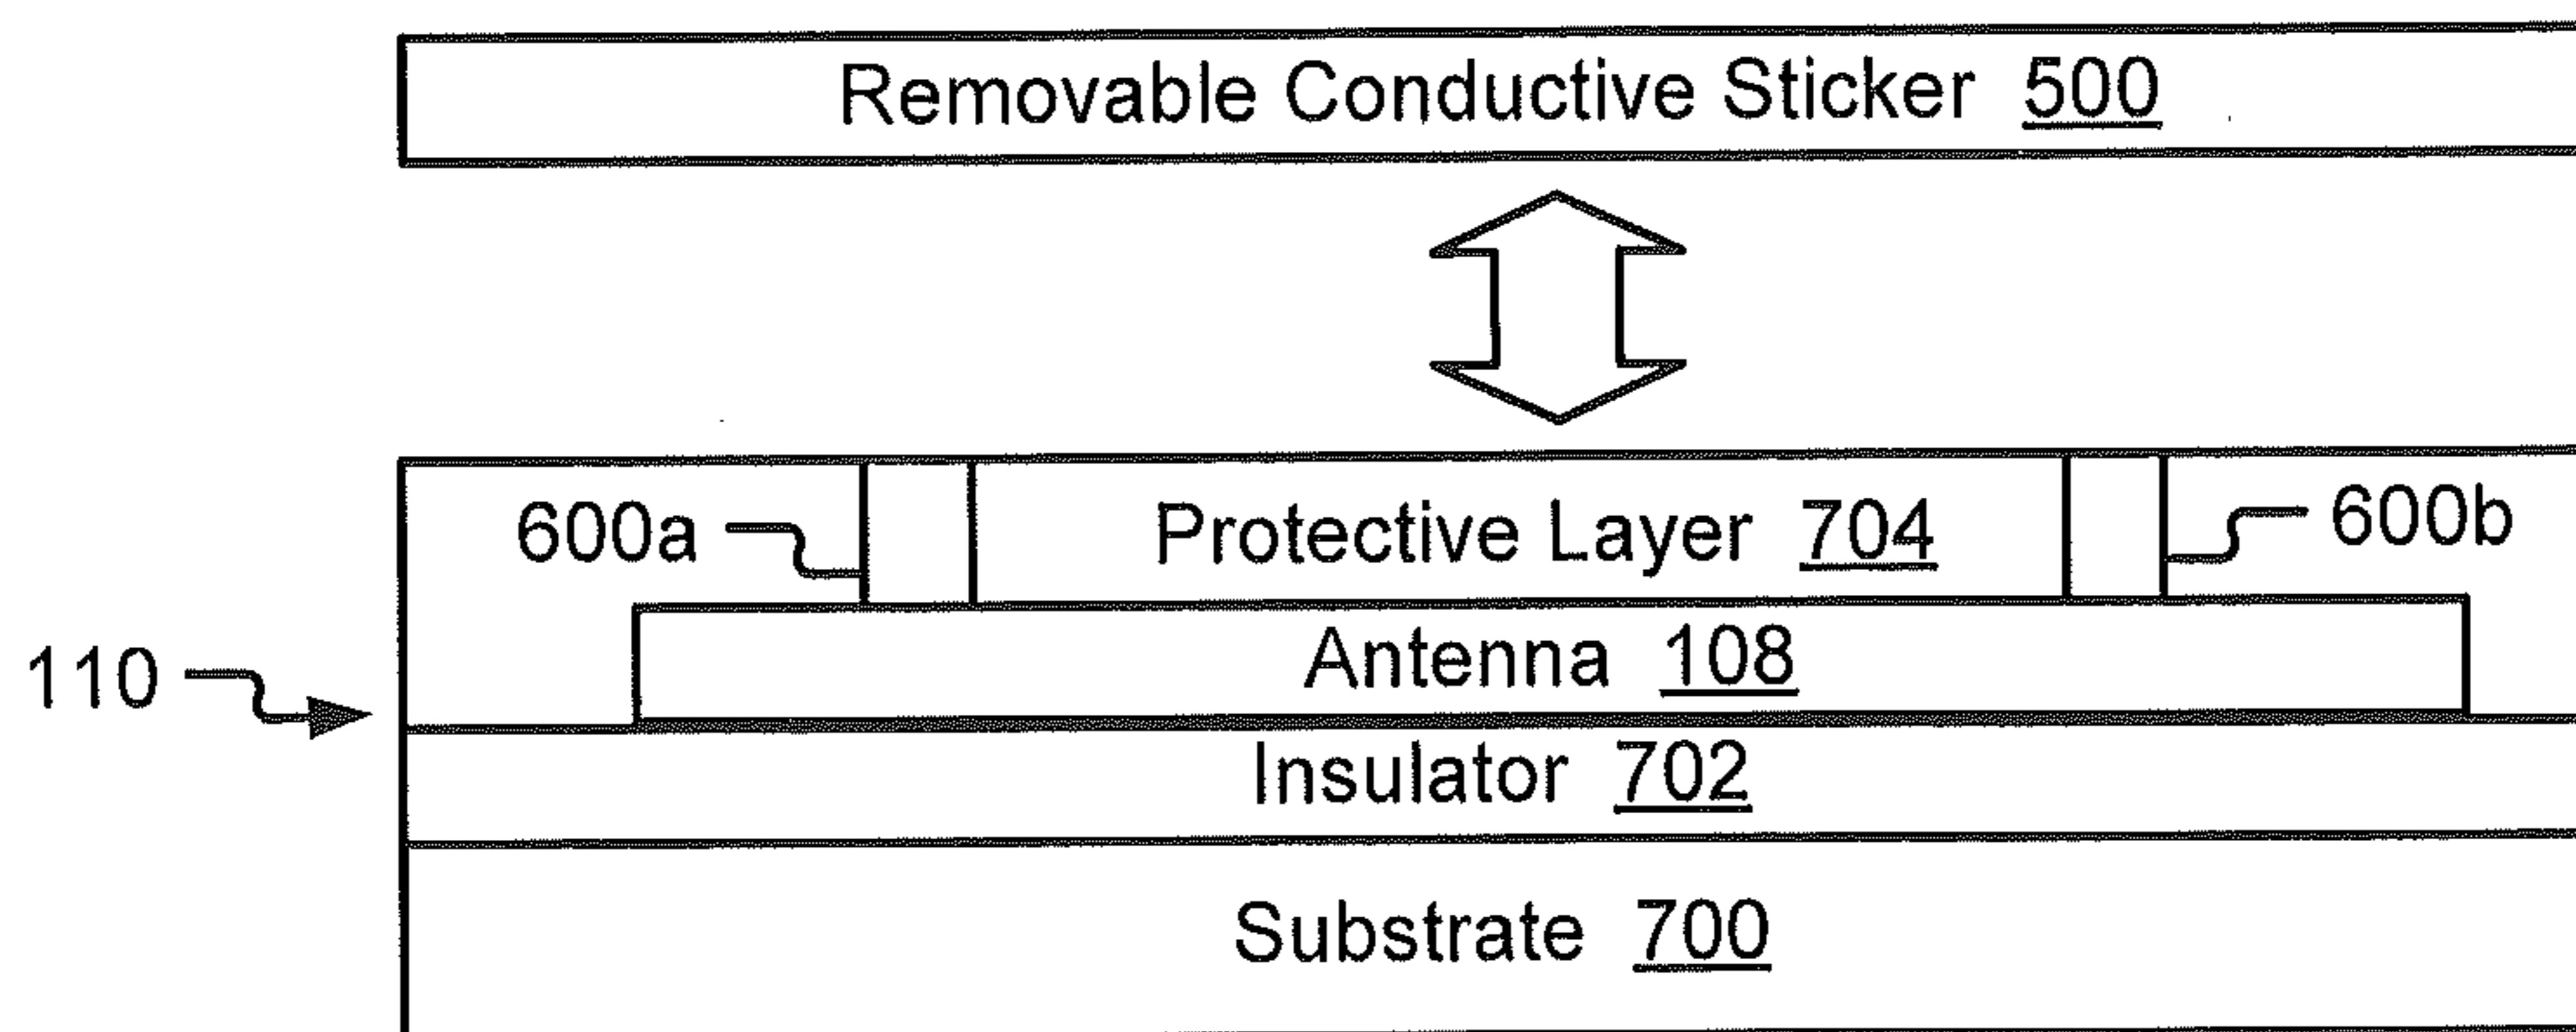 Removable Conductive Sticker 500
600a
Protective Layer 704
600b
110
Antenna 108
Insulator 702
Substrate 700